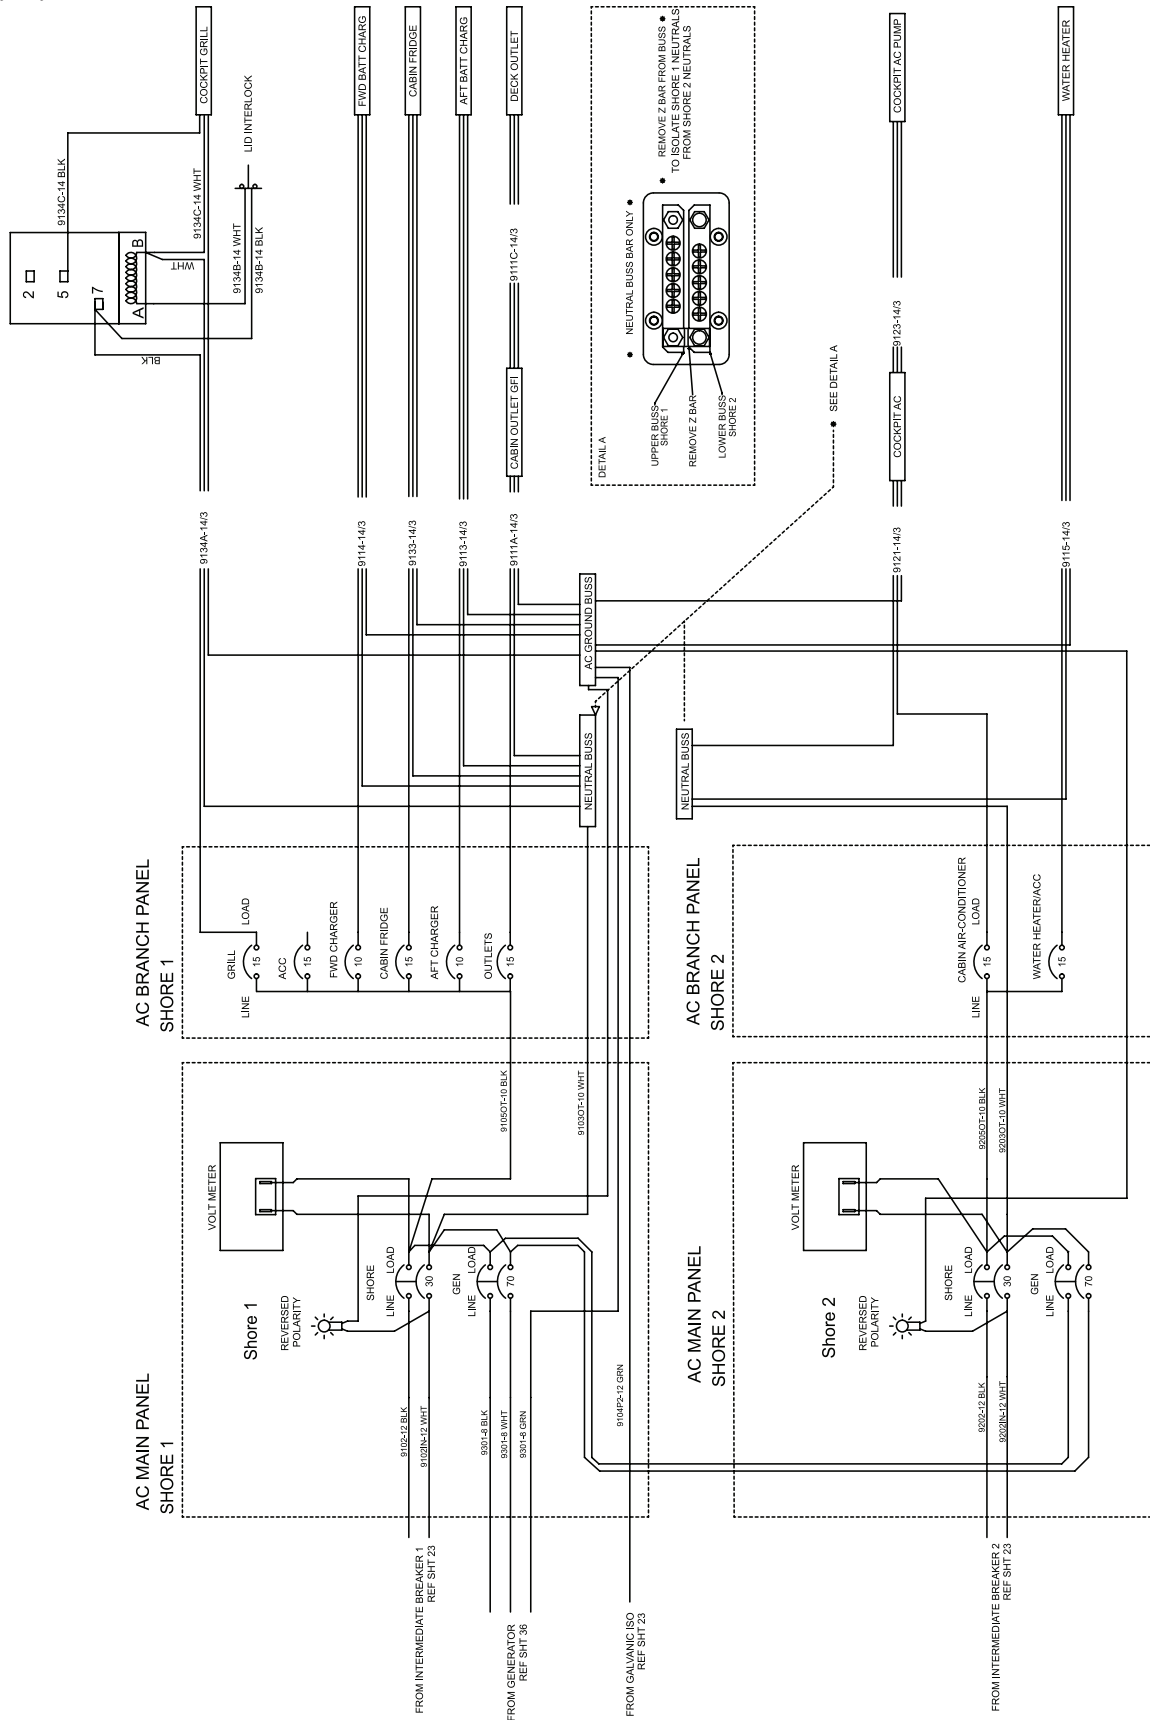 COCKPIT GRILL
FWD BATT CHARG
CABIN FRIDGE
AFT BATT CHARG
DECK OUTLET
COCKPIT AC PUMP
WATER HEATER
LID INTERLOCK
9134C-14 BLK
9134C-14 WHT
9134B-14 WHT
9134B-14 BLK
2
5
7
A
B
WHT
BLK
9111C-14/3
CABIN OUTLET GFI
9134A-14/3
9114-14/3
9133-14/3
9113-14/3
9111A-14/3
DETAIL A
* NEUTRAL BUSS BAR ONLY *
* REMOVE Z BAR FROM BUSS *
TO ISOLATE SHORE 1 NEUTRALS
FROM SHORE 2 NEUTRALS
UPPER BUSS
SHORE 1
REMOVE Z BAR
LOWER BUSS
SHORE 2
* SEE DETAIL A
9123-14/3
COCKPIT AC
9121-14/3
9115-14/3
AC GROUND BUSS
NEUTRAL BUSS
NEUTRAL BUSS
AC BRANCH PANEL
SHORE 1
LINE
LOAD
GRILL
15
ACC
15
FWD CHARGER
10
CABIN FRIDGE
15
AFT CHARGER
10
OUTLETS
15
AC BRANCH PANEL
SHORE 2
CABIN AIR-CONDITIONER
LINE
LOAD
15
WATER HEATER/ACC
15
AC MAIN PANEL
SHORE 1
VOLT METER
Shore 1
REVERSED
POLARITY
SHORE
LINE
LOAD
30
GEN
LOAD
70
9105OT-10 BLK
9103OT-10 WHT
9102-12 BLK
9102IN-12 WHT
9301-8 BLK
9301-8 WHT
9301-8 GRN
9104P2-12 GRN
FROM INTERMEDIATE BREAKER 1
REF SHT 23
FROM GENERATOR
REF SHT 36
FROM GALVANIC ISO
REF SHT 23
AC MAIN PANEL
SHORE 2
VOLT METER
Shore 2
REVERSED
POLARITY
SHORE
LINE
LOAD
30
GEN
LINE
LOAD
70
9205OT-10 BLK
9203OT-10 WHT
9202-12 BLK
9202IN-12 WHT
FROM INTERMEDIATE BREAKER 2
REF SHT 23